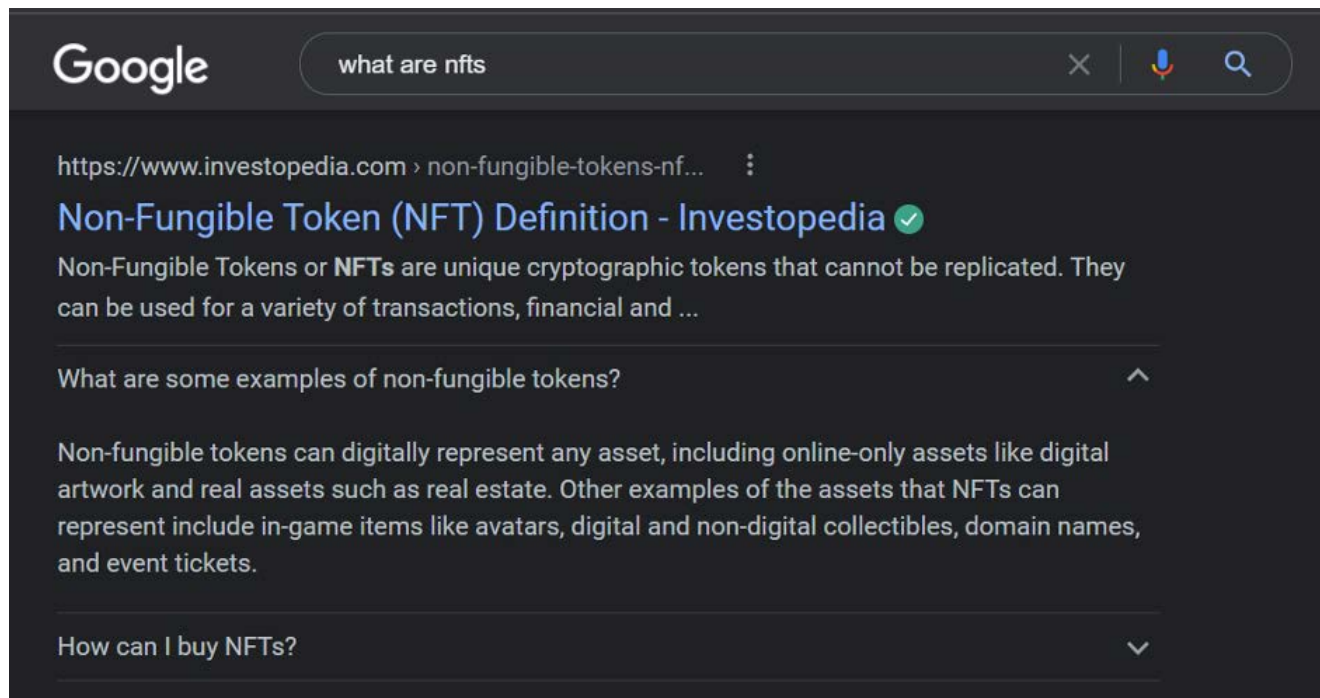 Google
what are nfts
https://www.investopedia.com › non-fungible-tokens-nf...
Non-Fungible Token (NFT) Definition - Investopedia
Non-Fungible Tokens or NFTs are unique cryptographic tokens that cannot be replicated. They
can be used for a variety of transactions, financial and ...
What are some examples of non-fungible tokens?
Non-fungible tokens can digitally represent any asset, including online-only assets like digital
artwork and real assets such as real estate. Other examples of the assets that NFTs can
represent include in-game items like avatars, digital and non-digital collectibles, domain names,
and event tickets.
How can I buy NFTs?